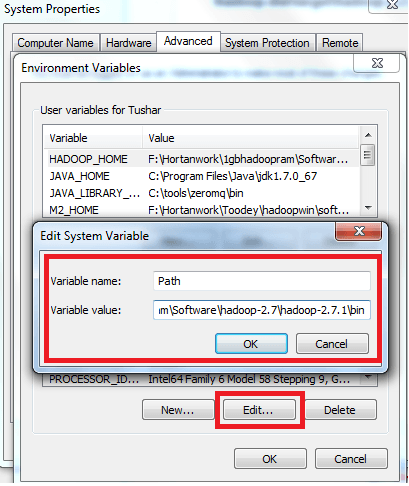 System Properties
Computer Name Hardware Advanced System Protection Remote
Environment Variables
User variables for Tushar
Variable Value
HADOOP_HOME F:\Hortanwork\1gbhadoopram\Softwar...
JAVA_HOME C:\Program Files\Java\jdk1.7.0_67
JAVA_LIBRARY_... C:\tools\zeromq\bin
M2_HOME F:\Hortanwork\Toodey\hadoopwin\soft...
Edit System Variable
Variable name: Path
Variable value: ım\Software\hadoop-2.7\hadoop-2.7.1\bin
OK Cancel
PROCESSOR_ID... Intel64 Family 6 Model 58 Stepping 9, G...
New... Edit... Delete
OK Cancel